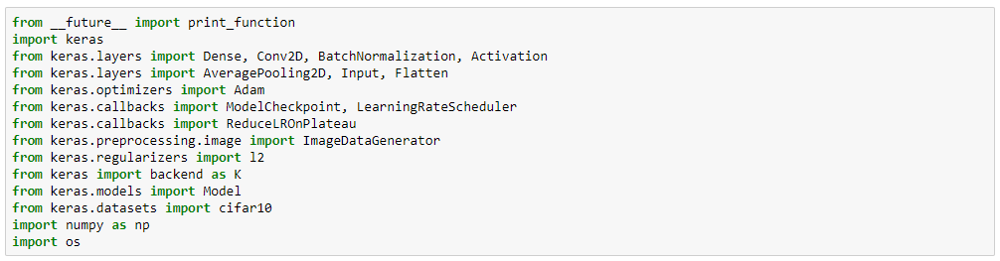 from __future__ import print_function
import keras
from keras.layers import Dense, Conv2D, BatchNormalization, Activation
from keras.layers import AveragePooling2D, Input, Flatten
from keras.optimizers import Adam
from keras.callbacks import ModelCheckpoint, LearningRateScheduler
from keras.callbacks import ReduceLROnPlateau
from keras.preprocessing.image import ImageDataGenerator
from keras.regularizers import l2
from keras import backend as K
from keras.models import Model
from keras.datasets import cifar10
import numpy as np
import os